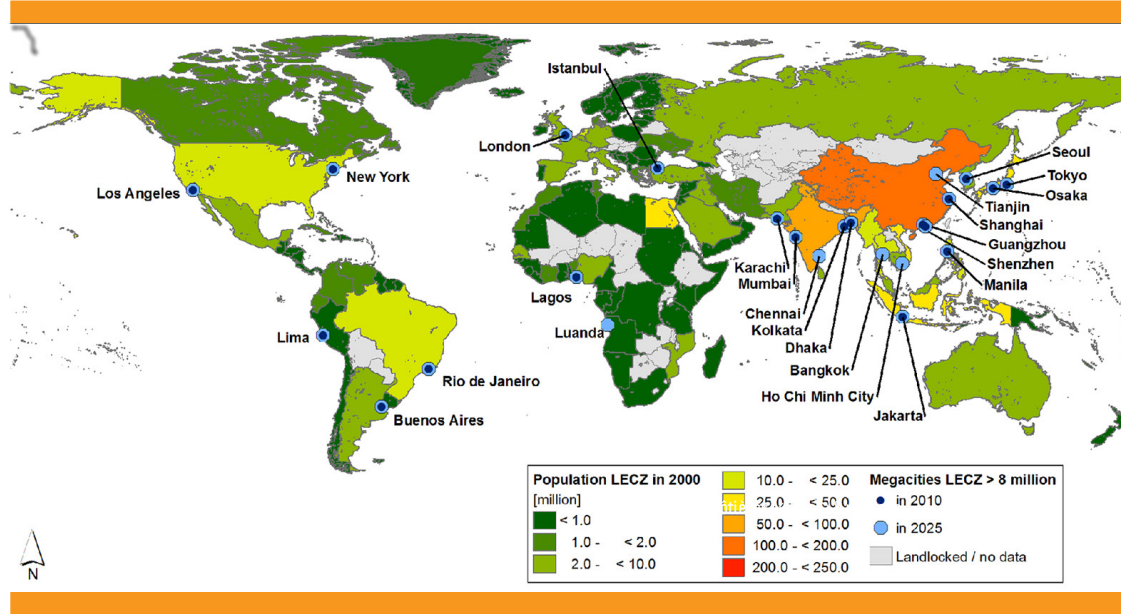 Istanbul
London
Los Angeles
New York
Seoul
Tokyo
Osaka
Tianjin
Shanghai
Guangzhou
Shenzhen
Manila
Karachi
Mumbai
Chennai
Kolkata
Dhaka
Bangkok
Ho Chi Minh City
Jakarta
Lagos
Luanda
Lima
Rio de Janeiro
Buenos Aires
N
Population LECZ in 2000
[million]
< 1.0
1.0 - < 2.0
2.0 - < 10.0
10.0 - < 25.0
25.0 - < 50.0
50.0 - < 100.0
100.0 - < 200.0
200.0 - < 250.0
Megacities LECZ > 8 million
in 2010
in 2025
Landlocked / no data